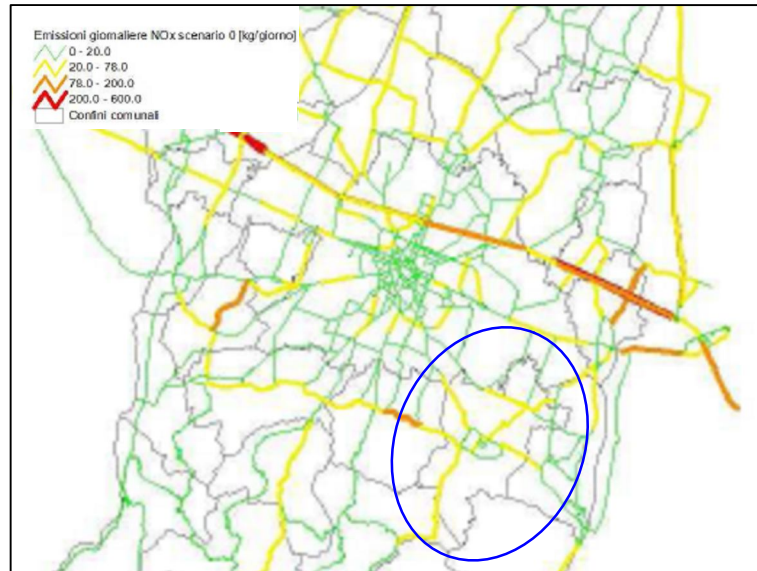 Emissioni giornaliere NOx scenario 0 [kg/giorno]
0 - 20.0
20.0 - 78.0
78.0 - 200.0
200.0 - 600.0
Confini comunali